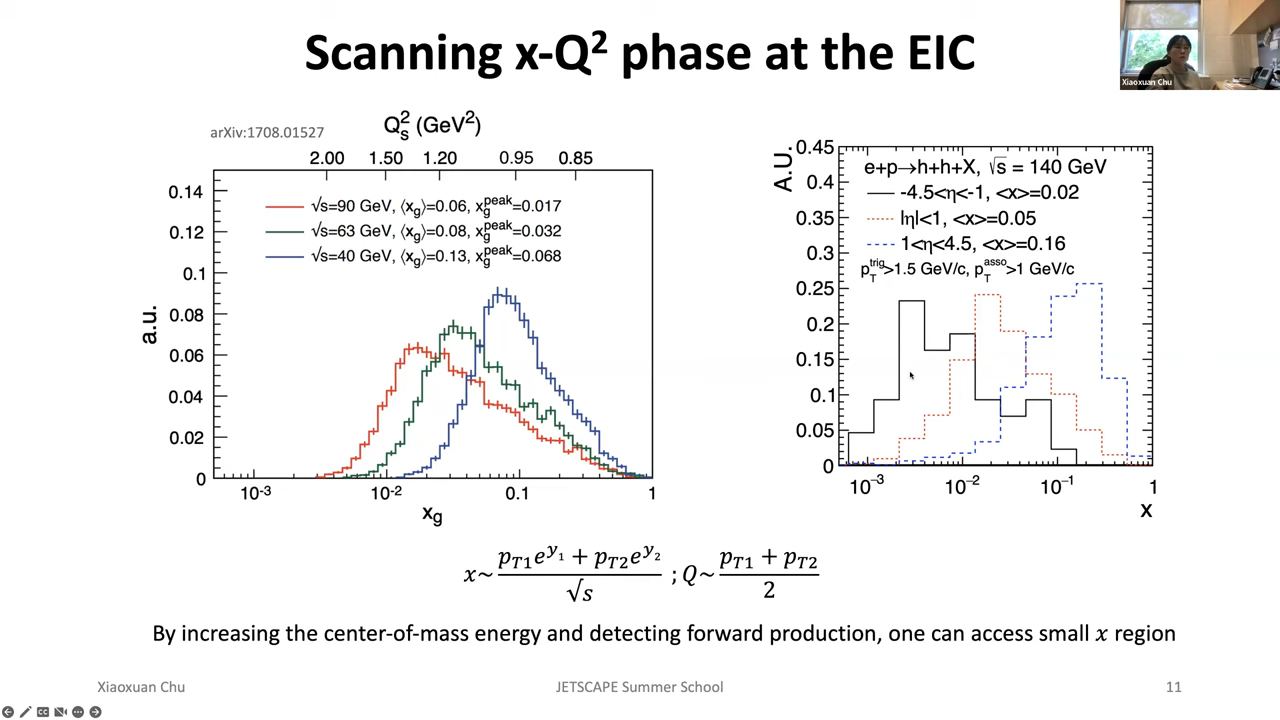 Scanning x-Q² phase at the EIC
Xiaoxuan Chu
arXiv:1708.01527
Q_s² (GeV²)
2.00 1.50 1.20 0.95 0.85
0.14
0.12
0.1
0.08
0.06
0.04
0.02
0
a.u.
√s=90 GeV, ⟨x_g⟩=0.06, x_g^peak=0.017
√s=63 GeV, ⟨x_g⟩=0.08, x_g^peak=0.032
√s=40 GeV, ⟨x_g⟩=0.13, x_g^peak=0.068
10⁻³ 10⁻² 0.1 1
x_g
A.U.
0.45
0.4
0.35
0.3
0.25
0.2
0.15
0.1
0.05
0
e+p→h+h+X, √s = 140 GeV
-4.5<η<-1, <x>=0.02
|η|<1, <x>=0.05
1<η<4.5, <x>=0.16
p_T^trig>1.5 GeV/c, p_T^asso>1 GeV/c
10⁻³ 10⁻² 10⁻¹ 1
x
x~ (p_T1 e^y₁ + p_T2 e^y₂)/√s ; Q~ (p_T1 + p_T2)/2
By increasing the center-of-mass energy and detecting forward production, one can access small x region
Xiaoxuan Chu JETSCAPE Summer School 11